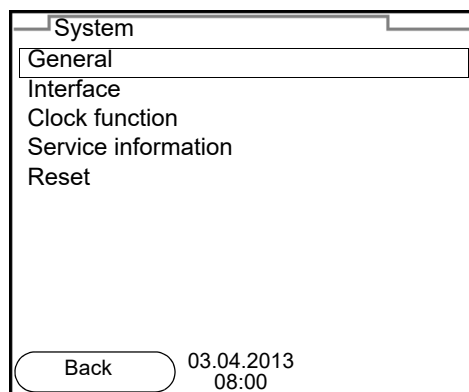 System
General
Interface
Clock function
Service information
Reset
Back
03.04.2013
08:00